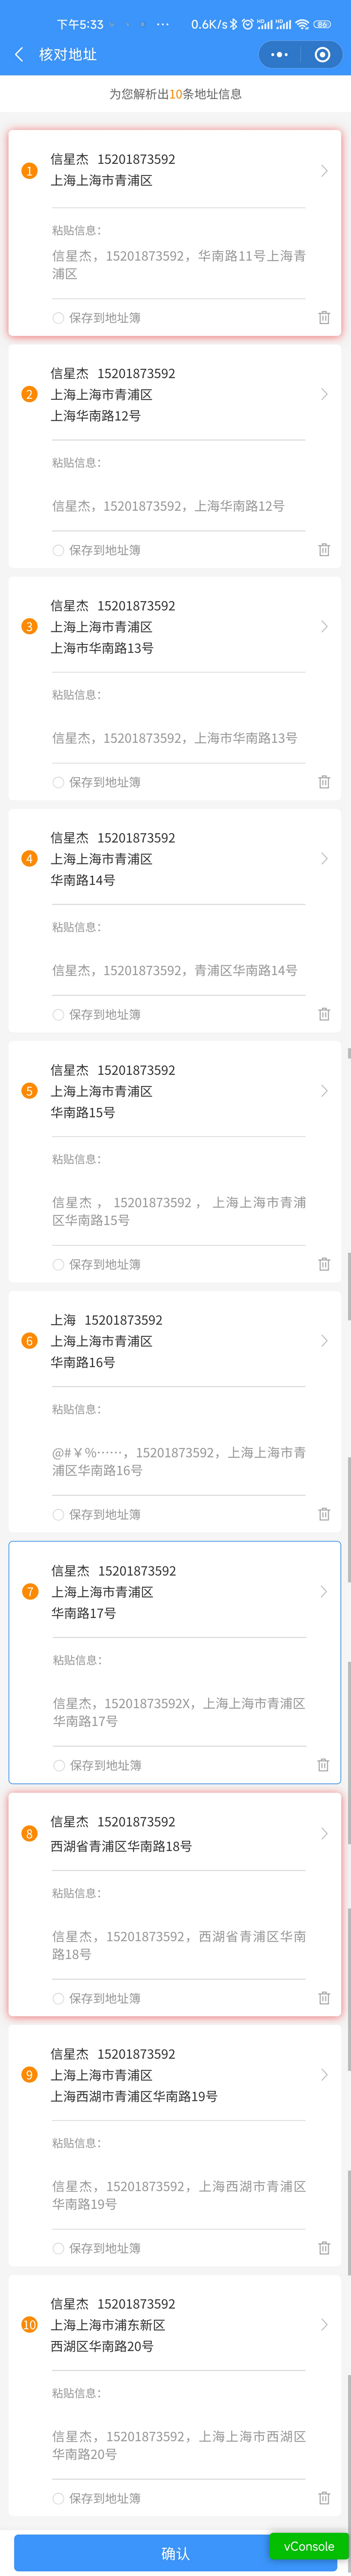 下午5:33 ··· 0.6K/s HD HD 86
核对地址
为您解析出10条地址信息
1
信星杰 15201873592
上海上海市青浦区
粘贴信息：
信星杰，15201873592，华南路11号上海青
浦区
保存到地址簿
2
信星杰 15201873592
上海上海市青浦区
上海华南路12号
粘贴信息：
信星杰，15201873592，上海华南路12号
保存到地址簿
3
信星杰 15201873592
上海上海市青浦区
上海市华南路13号
粘贴信息：
信星杰，15201873592，上海市华南路13号
保存到地址簿
4
信星杰 15201873592
上海上海市青浦区
华南路14号
粘贴信息：
信星杰，15201873592，青浦区华南路14号
保存到地址簿
5
信星杰 15201873592
上海上海市青浦区
华南路15号
粘贴信息：
信星杰 ， 15201873592 ， 上海上海市青浦
区华南路15号
保存到地址簿
6
上海 15201873592
上海上海市青浦区
华南路16号
粘贴信息：
@#￥%……，15201873592，上海上海市青
浦区华南路16号
保存到地址簿
7
信星杰 15201873592
上海上海市青浦区
华南路17号
粘贴信息：
信星杰，15201873592X，上海上海市青浦区
华南路17号
保存到地址簿
8
信星杰 15201873592
西湖省青浦区华南路18号
粘贴信息：
信星杰，15201873592，西湖省青浦区华南
路18号
保存到地址簿
9
信星杰 15201873592
上海上海市青浦区
上海西湖市青浦区华南路19号
粘贴信息：
信星杰，15201873592，上海西湖市青浦区
华南路19号
保存到地址簿
10
信星杰 15201873592
上海上海市浦东新区
西湖区华南路20号
粘贴信息：
信星杰，15201873592，上海上海市西湖区
华南路20号
保存到地址簿
确认
vConsole